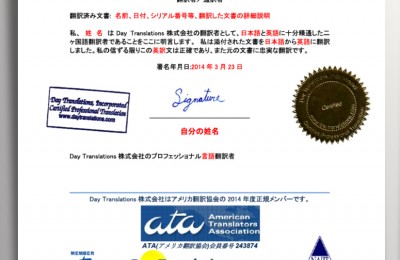 翻訳済み文書: 名前、日付、シリアル番号等、翻訳した文書の詳細説明
私、 姓 名 は Day Translations 株式会社の翻訳者として、日本語と英語に十分精通した二ヶ
国語翻訳者であることをここに明言します。 私は添付された文書を日本語から英語に翻訳
しました。私の信ずる限りこの英訳文は正確であり、また元の文書に忠実な翻訳です。
署名年月日:2014 年 3 月 23 日
Signature
Day Translations, Incorporated
Certified Professional Translation
www.daytranslations.com
Certified
自分の姓名
Day Translations 株式会社のプロフェッショナル言語翻訳者
Day Translations 株式会社はアメリカ翻訳協会の 2014 年度正規メンバーです。
ata American
Translators
Association
ATA(アメリカ翻訳協会)会員番号 243874
MEMBER